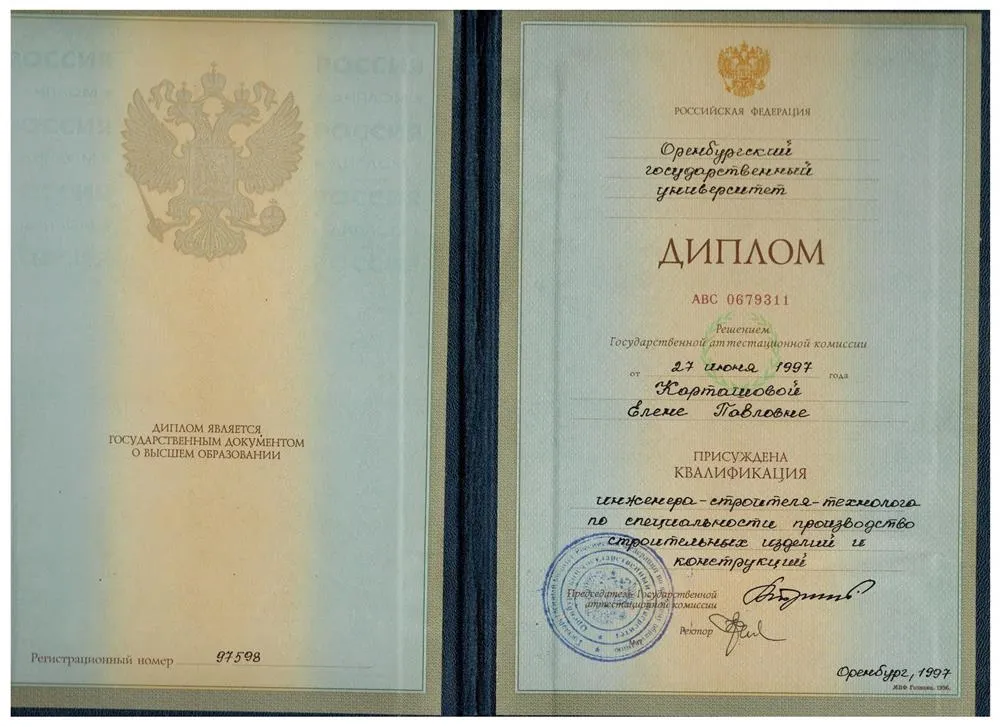 ДИПЛОМ ЯВЛЯЕТСЯ
ГОСУДАРСТВЕННЫМ ДОКУМЕНТОМ
О ВЫСШЕМ ОБРАЗОВАНИИ
Регистрационный номер 97598
РОССИЙСКАЯ ФЕДЕРАЦИЯ
Оренбургский
государственный
университет
ДИПЛОМ
АВС 0679311
Решением
Государственной аттестационной комиссии
от 27 июня 1997 года
Карташовой
Елене Павловне
ПРИСУЖДЕНА
КВАЛИФИКАЦИЯ
инженера-строителя-технолога
по специальности производство
строительных изделий и
конструкций
Председатель Государственной
аттестационной комиссии
Ректор
Оренбург, 1997